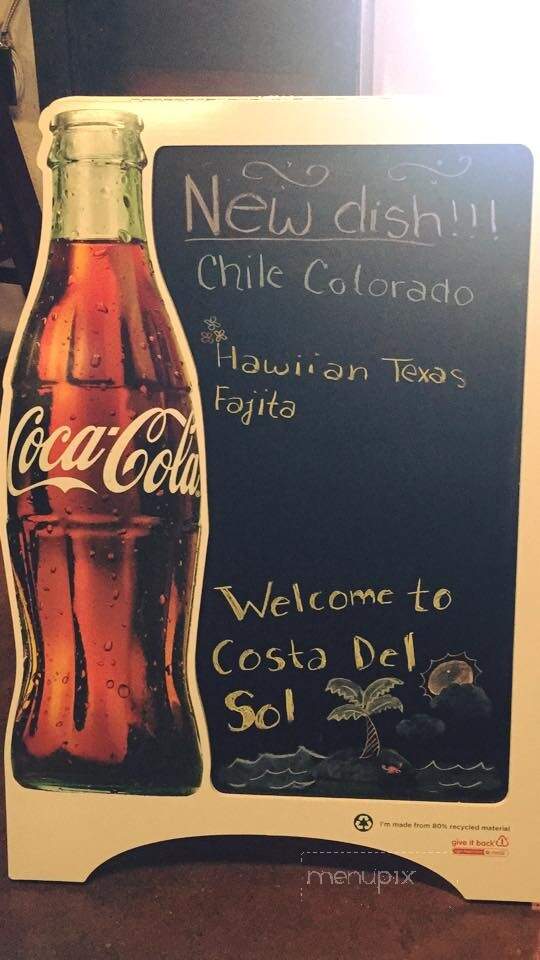 New dish!!!
Chile Colorado
Hawiian Texas
Fajita
Coca-Cola
Welcome to
Costa Del
Sol
I'm made from 80% recycled material
give it back
menupix